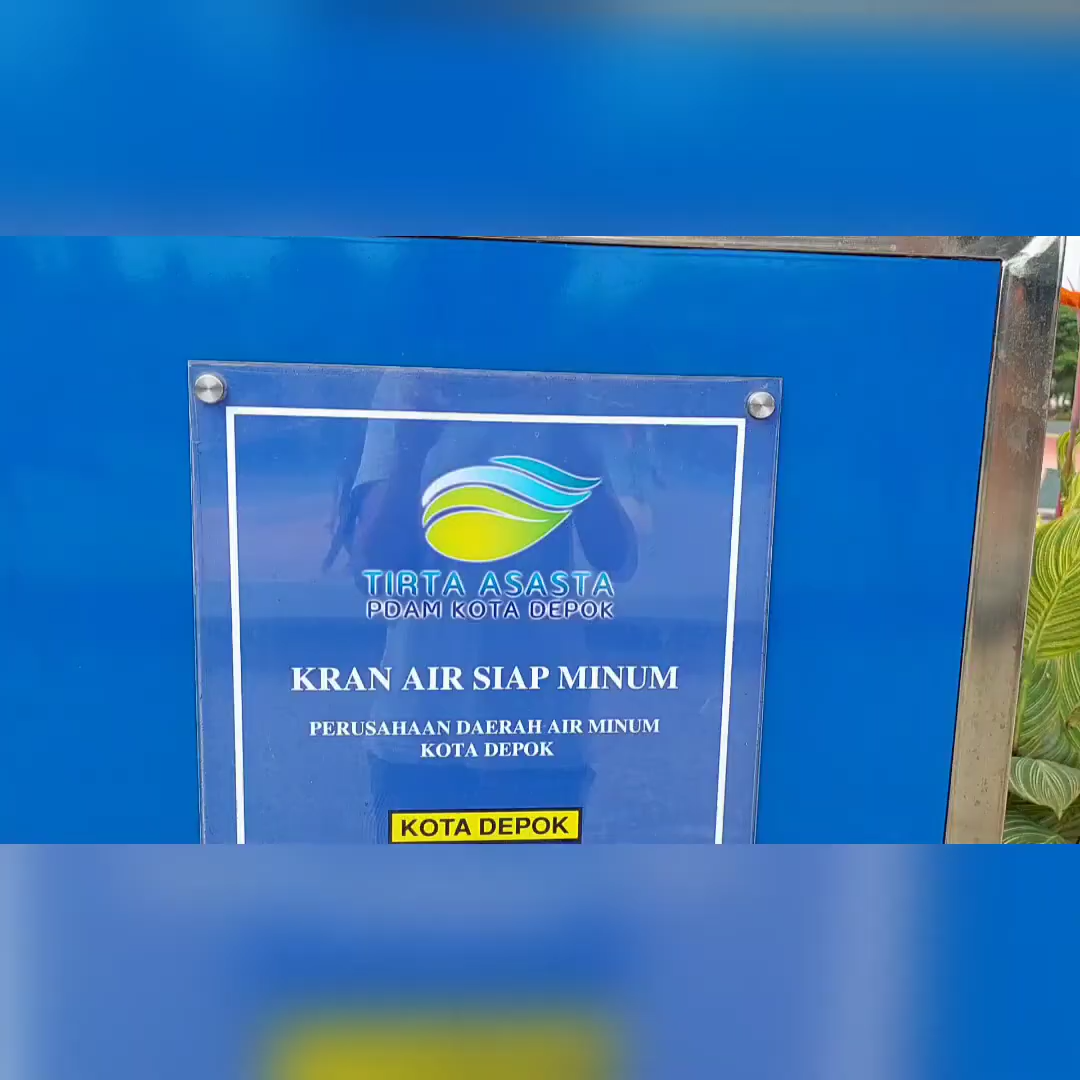 TIRTA ASASTA
PDAM KOTA DEPOK
KRAN AIR SIAP MINUM
PERUSAHAAN DAERAH AIR MINUM
KOTA DEPOK
KOTA DEPOK